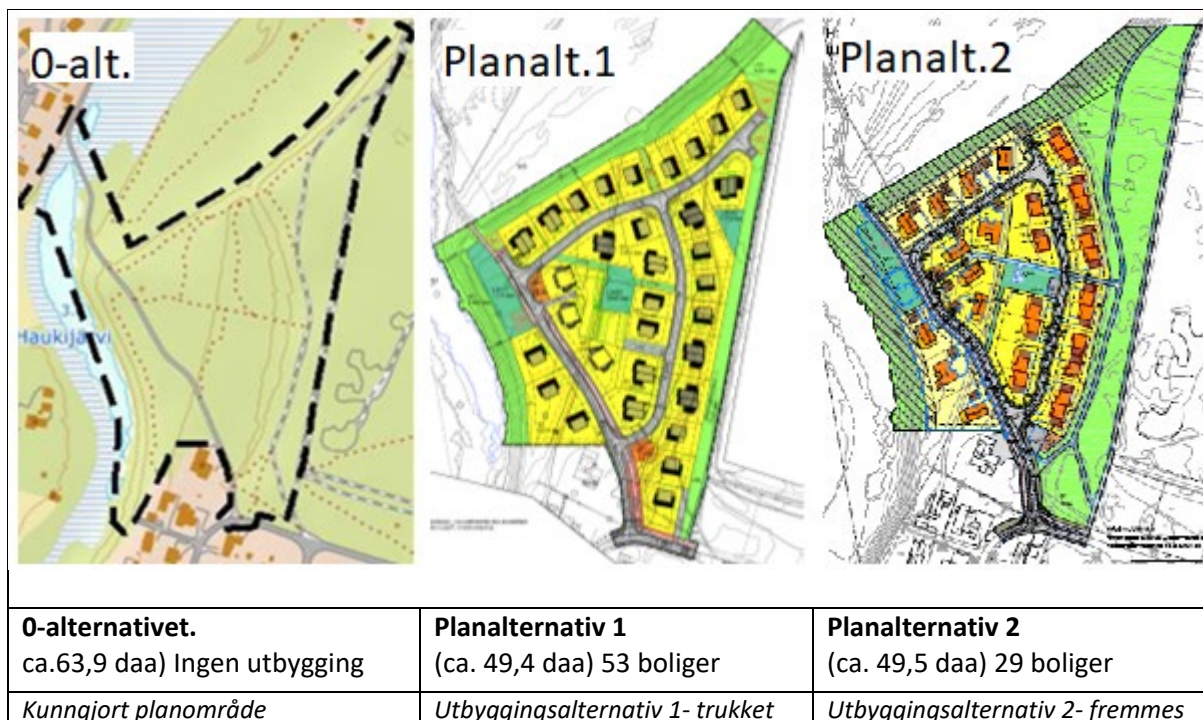 0-alt.
Planalt.1
Planalt.2
Haukijärvi
0-alternativet.
ca.63,9 daa) Ingen utbygging
Planalternativ 1
(ca. 49,4 daa) 53 boliger
Planalternativ 2
(ca. 49,5 daa) 29 boliger
Kunngjort planområde
Utbyggingsalternativ 1- trukket
Utbyggingsalternativ 2- fremmes